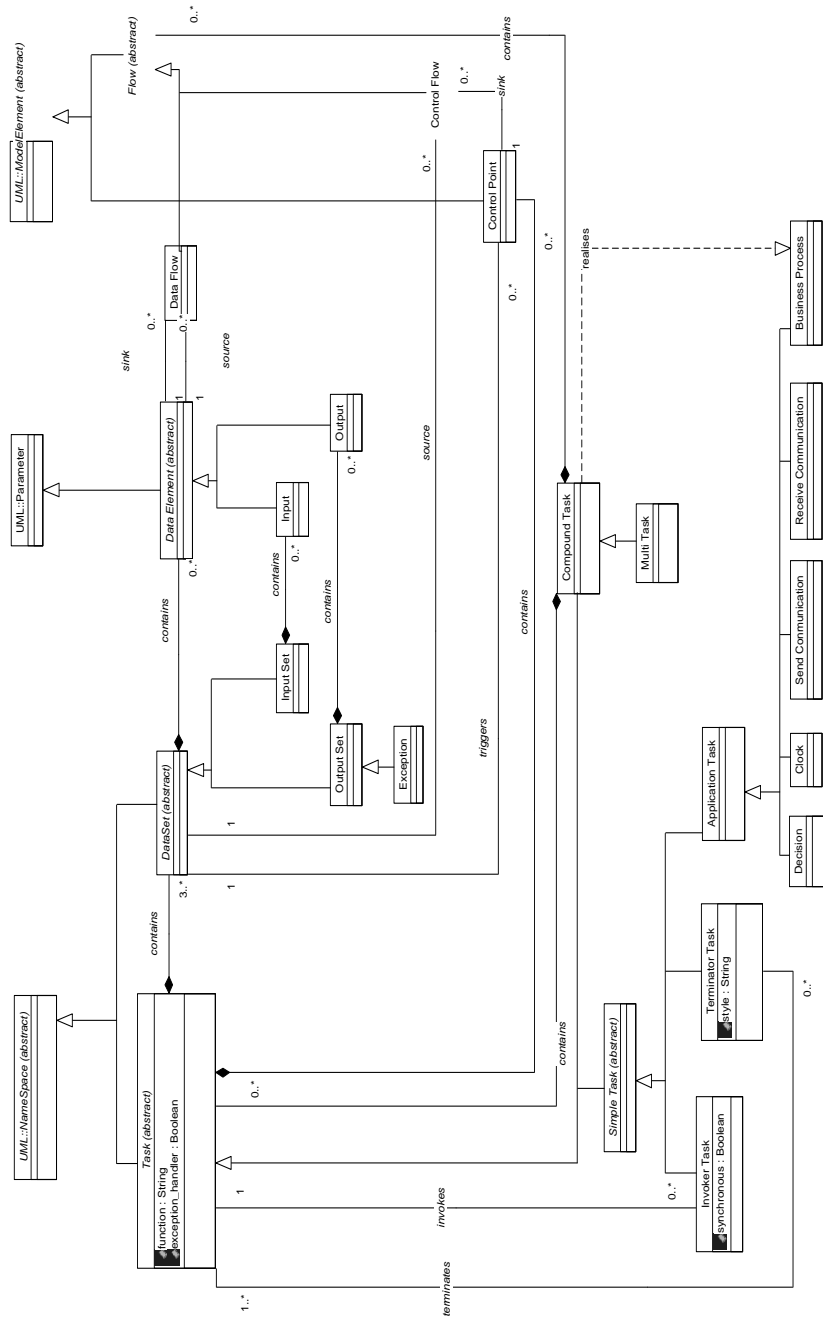 UML::NameSpace (abstract)
UML::Parameter
UML::ModelElement (abstract)
Task (abstract)
function : String
exception_handler : Boolean
contains
3..*
DataSet (abstract)
contains
0..*
Data Element (abstract)
sink
0..*
1
0..*
1
source
Data Flow
Flow (abstract)
0..*
contains
Input Set
contains
0..*
Input
Output Set
contains
0..*
Output
Exception
1
source
0..*
Control Flow
0..*
sink
1
1
triggers
0..*
Control Point
0..*
contains
0..*
contains
Compound Task
realises
Multi Task
1
invokes
0..*
1..*
terminates
0..*
Simple Task (abstract)
Invoker Task
synchronous : Boolean
Terminator Task
style : String
Application Task
Decision
Clock
Send Communication
Receive Communication
Business Process